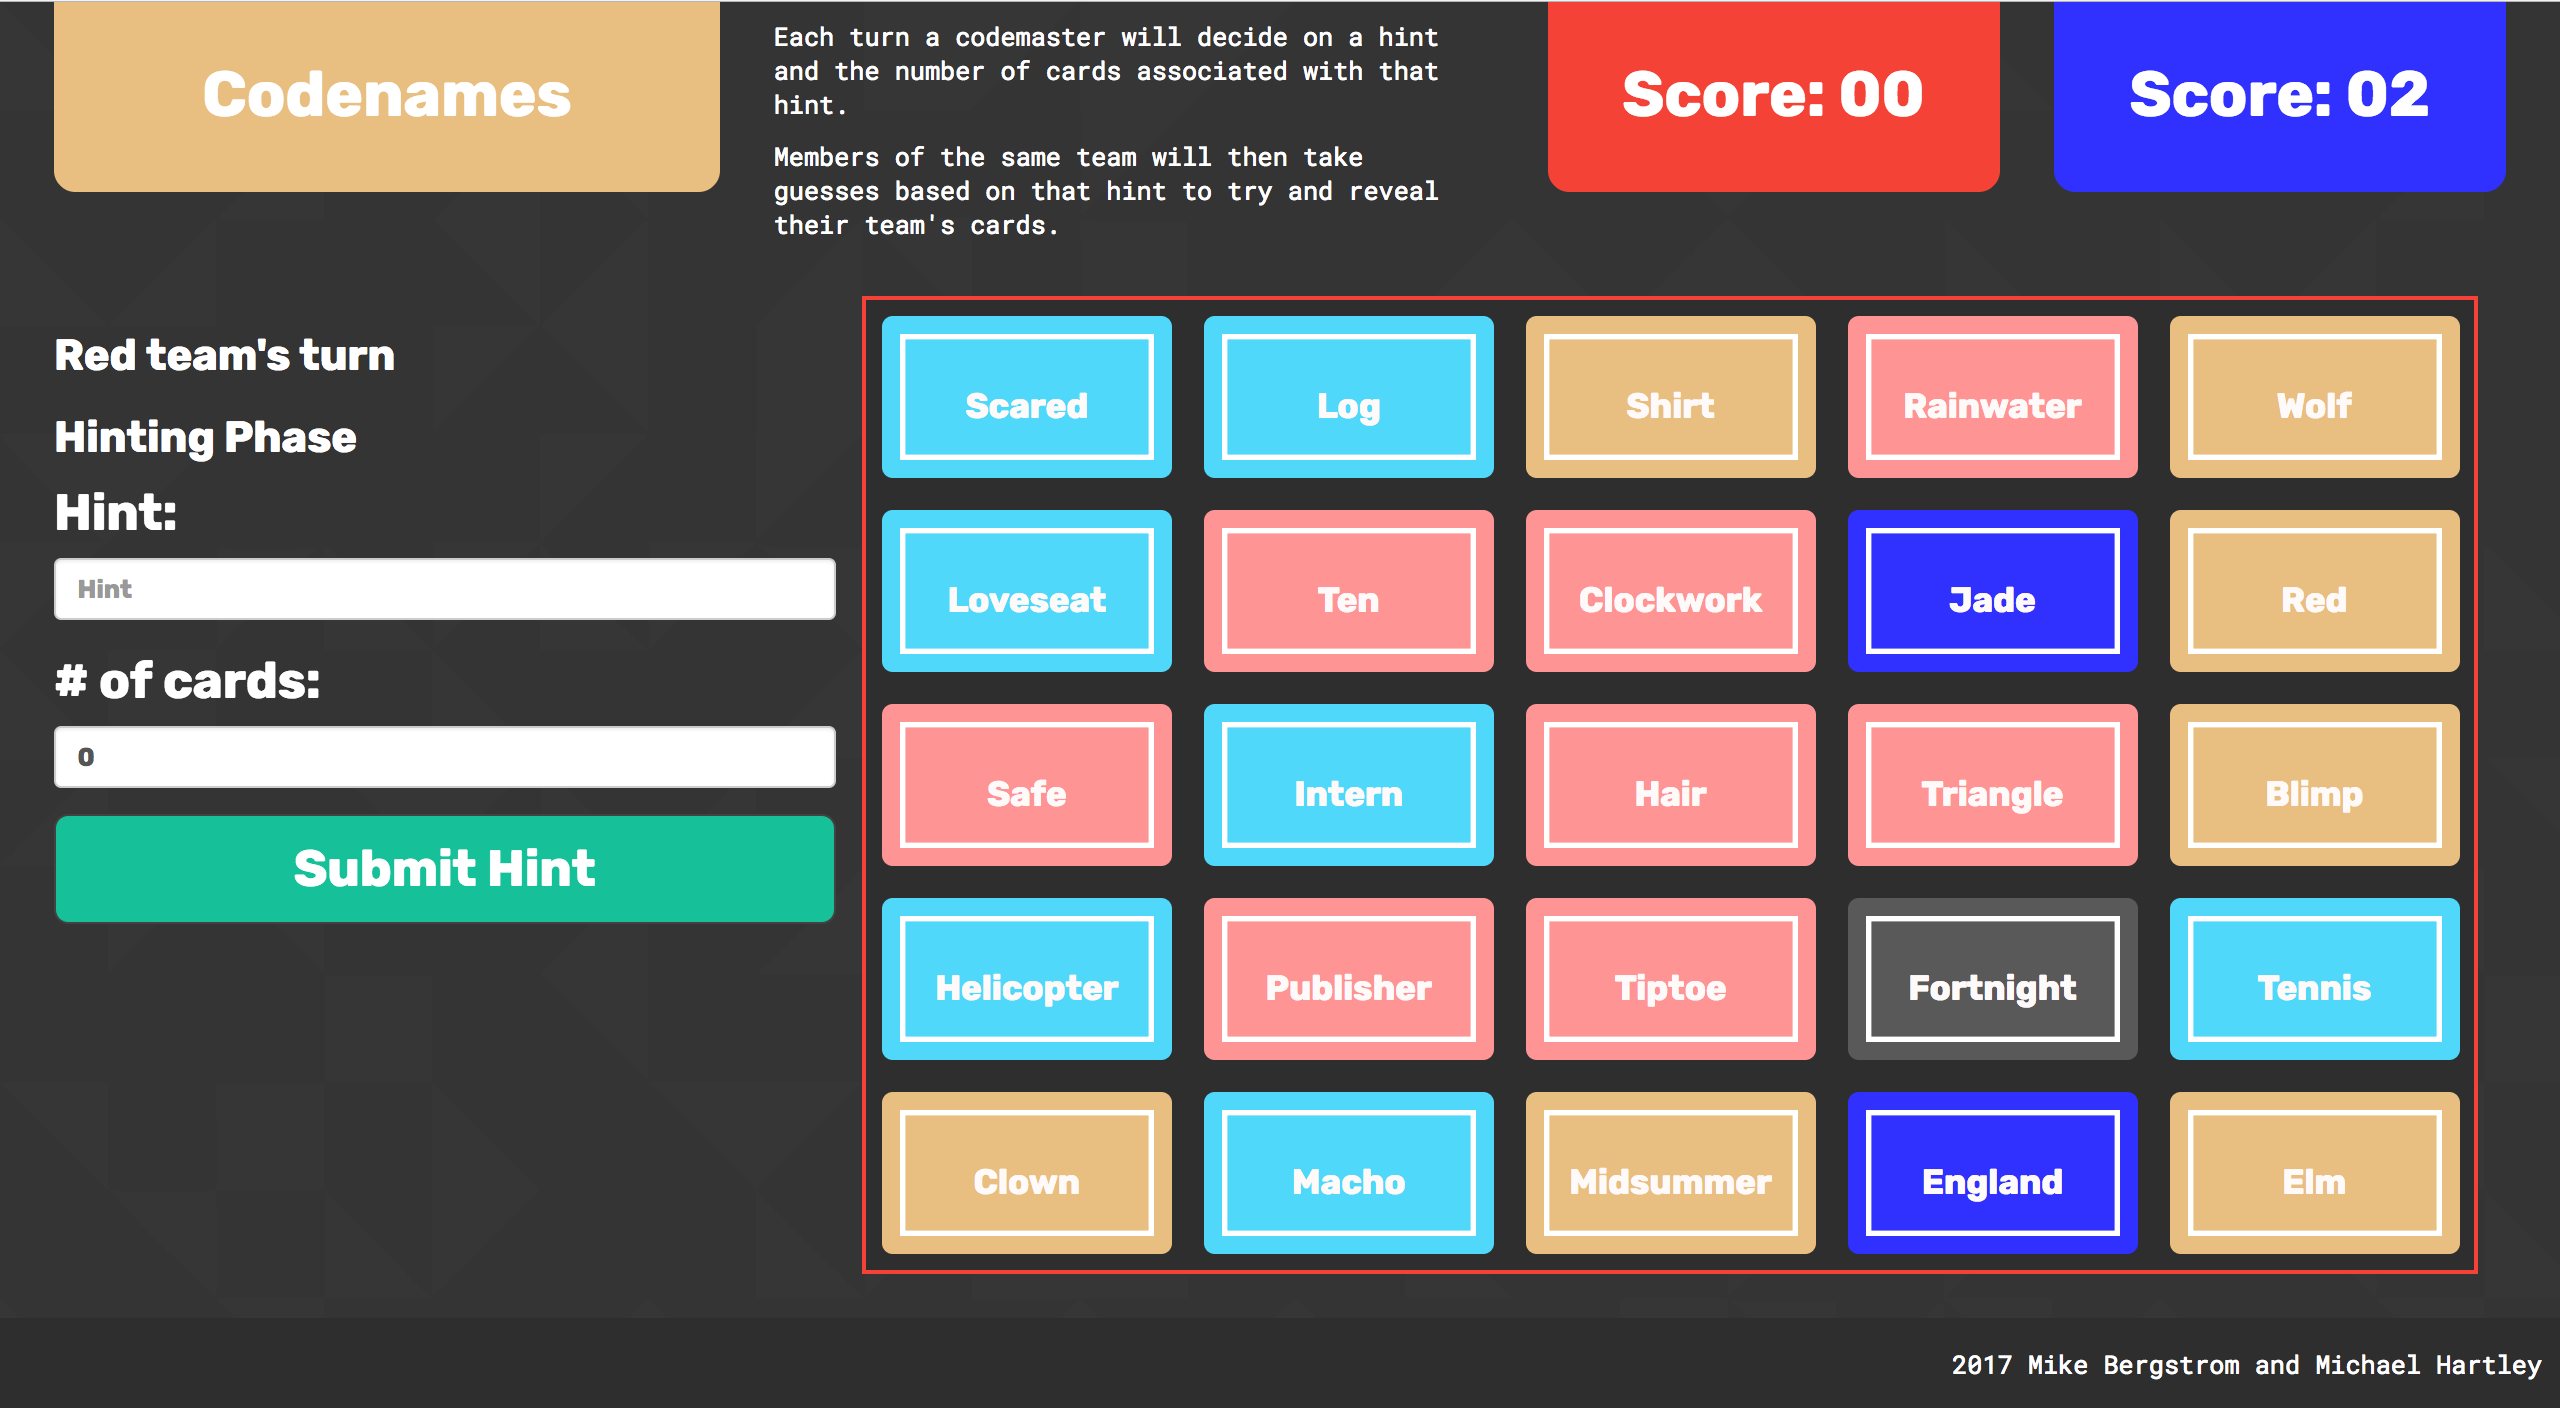 Codenames
Each turn a codemaster will decide on a hint
and the number of cards associated with that
hint.
Members of the same team will then take
guesses based on that hint to try and reveal
their team's cards.
Score: 00
Score: 02
Red team's turn
Hinting Phase
Hint:
Hint
# of cards:
0
Submit Hint
Scared
Log
Shirt
Rainwater
Wolf
Loveseat
Ten
Clockwork
Jade
Red
Safe
Intern
Hair
Triangle
Blimp
Helicopter
Publisher
Tiptoe
Fortnight
Tennis
Clown
Macho
Midsummer
England
Elm
2017 Mike Bergstrom and Michael Hartley